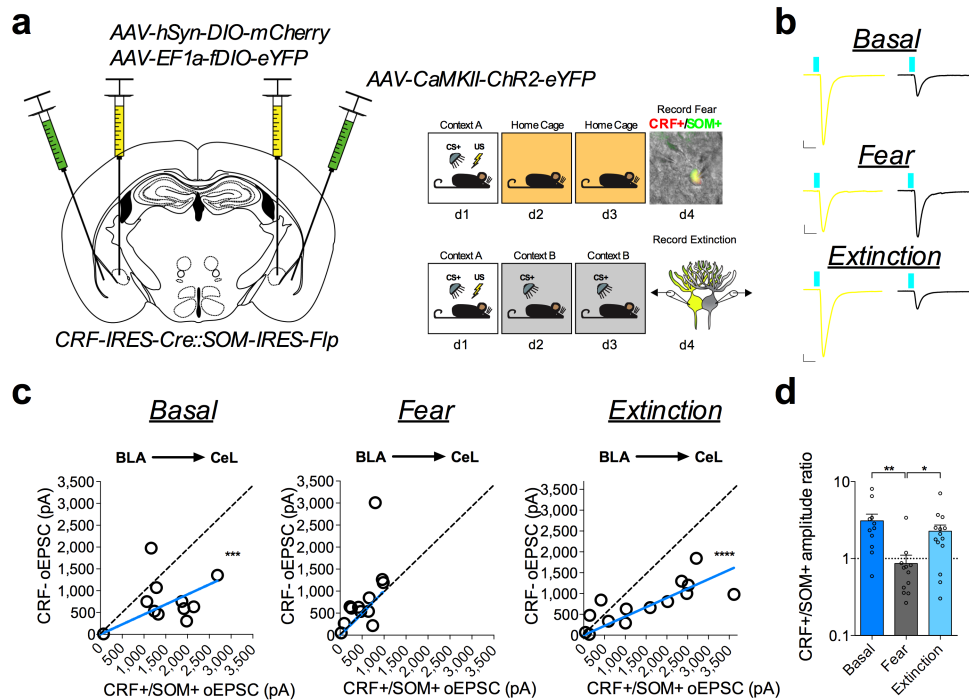 a
AAV-hSyn-DIO-mCherry
AAV-EF1a-fDIO-eYFP
AAV-CaMKII-ChR2-eYFP
CRF-IRES-Cre::SOM-IRES-Flp
Context A
Home Cage
Home Cage
Record Fear
CRF+/SOM+
CS+
US
d1
d2
d3
d4
Context A
Context B
Context B
Record Extinction
CS+
US
CS+
CS+
d1
d2
d3
d4
b
Basal
Fear
Extinction
c
Basal
BLA
CeL
CRF- oEPSC (pA)
3,500
3,000
2,500
2,000
1,500
1,000
500
0
***
0
500
1,000
1,500
2,000
2,500
3,000
3,500
CRF+/SOM+ oEPSC (pA)
Fear
BLA
CeL
CRF- oEPSC (pA)
3,500
3,000
2,500
2,000
1,500
1,000
500
0
0
500
1,000
1,500
2,000
2,500
3,000
3,500
CRF+/SOM+ oEPSC (pA)
Extinction
BLA
CeL
CRF- oEPSC (pA)
3,500
3,000
2,500
2,000
1,500
1,000
500
0
****
0
500
1,000
1,500
2,000
2,500
3,000
3,500
CRF+/SOM+ oEPSC (pA)
d
CRF+/SOM+ amplitude ratio
10
1
0.1
**
*
Basal
Fear
Extinction